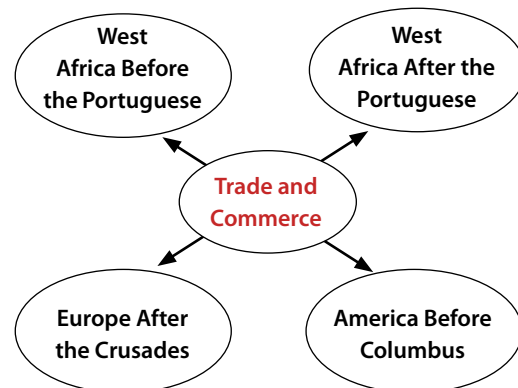 West
Africa Before
the Portuguese
West
Africa After the
Portuguese
Trade and
Commerce
Europe After
the Crusades
America Before
Columbus